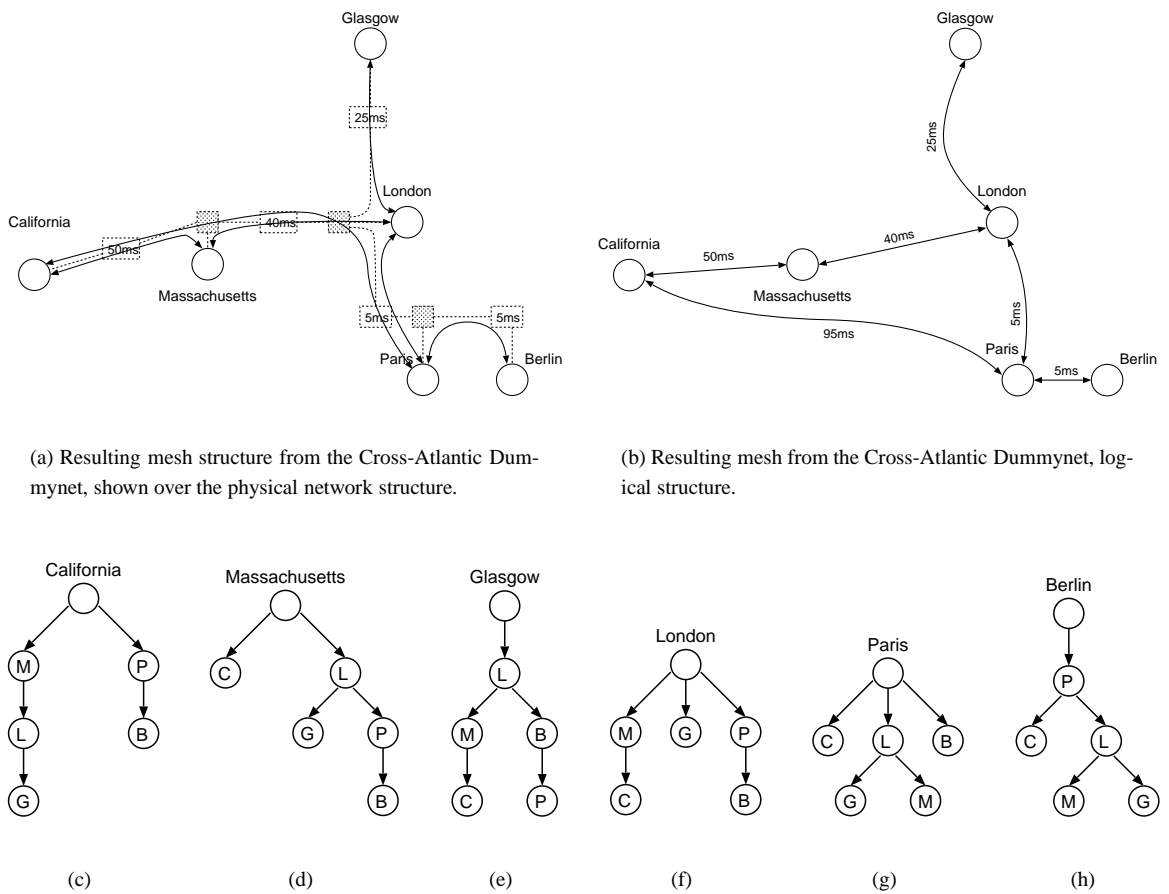 Glasgow
25ms
London
California
40ms
50ms
Massachusetts
5ms
5ms
Paris
Berlin
Glasgow
25ms
London
California
40ms
50ms
Massachusetts
5ms
95ms
Paris
Berlin
5ms
(a) Resulting mesh structure from the Cross-Atlantic Dum-
mynet, shown over the physical network structure.
(b) Resulting mesh from the Cross-Atlantic Dummynet, log-
ical structure.
California
M
P
L
B
G
(c)
Massachusetts
C
L
G
P
B
(d)
Glasgow
L
M
B
C
P
(e)
London
M
G
P
C
B
(f)
Paris
C
L
B
G
M
(g)
Berlin
P
C
L
M
G
(h)